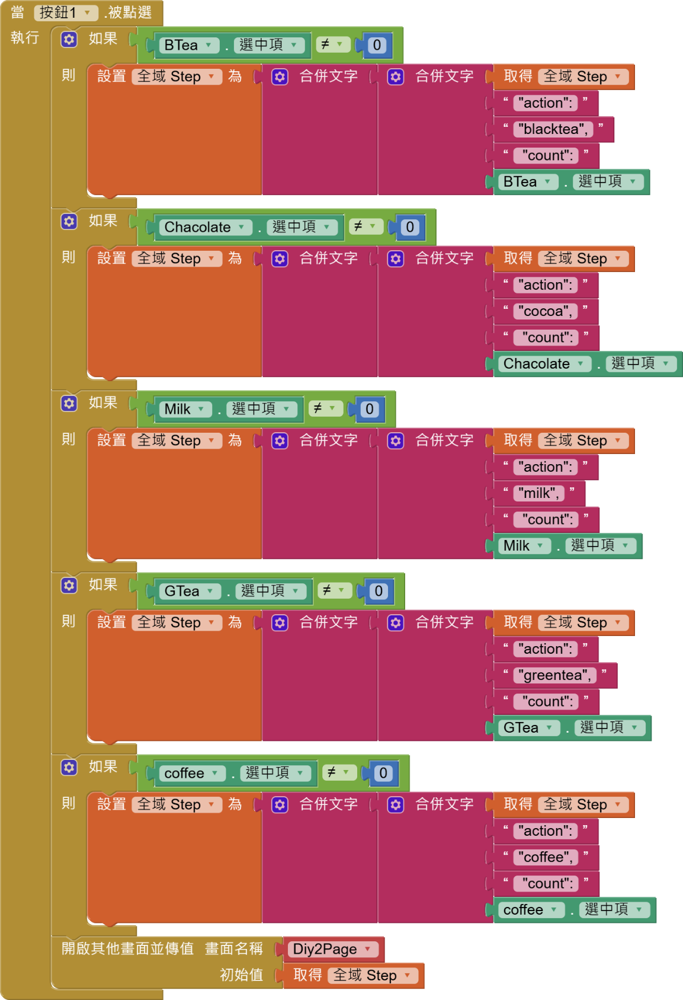 當 按鈕1 .被點選
執行 如果 BTea . 選中項 ≠ 0
則 設置 全域 Step 為 合併文字 合併文字 取得 全域 Step
“ "action": ”
“ "blacktea", ”
“ "count": ”
BTea . 選中項
如果 Chacolate . 選中項 ≠ 0
則 設置 全域 Step 為 合併文字 合併文字 取得 全域 Step
“ "action": ”
“ "cocoa", ”
“ "count": ”
Chacolate . 選中項
如果 Milk . 選中項 ≠ 0
則 設置 全域 Step 為 合併文字 合併文字 取得 全域 Step
“ "action": ”
“ "milk", ”
“ "count": ”
Milk . 選中項
如果 GTea . 選中項 ≠ 0
則 設置 全域 Step 為 合併文字 合併文字 取得 全域 Step
“ "action": ”
“ "greentea", ”
“ "count": ”
GTea . 選中項
如果 coffee . 選中項 ≠ 0
則 設置 全域 Step 為 合併文字 合併文字 取得 全域 Step
“ "action": ”
“ "coffee", ”
“ "count": ”
coffee . 選中項
開啟其他畫面並傳值 畫面名稱 Diy2Page
初始值 取得 全域 Step